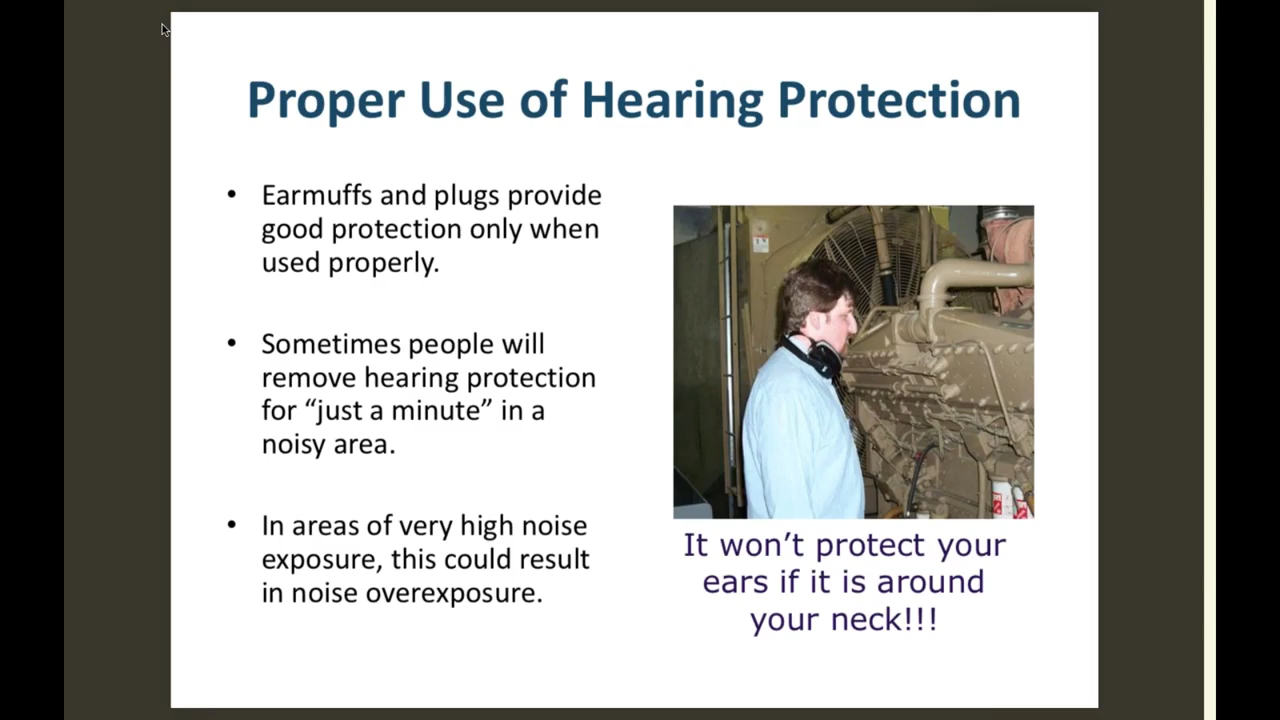 Proper Use of Hearing Protection
• Earmuffs and plugs provide
good protection only when
used properly.
• Sometimes people will
remove hearing protection
for “just a minute” in a
noisy area.
• In areas of very high noise
exposure, this could result
in noise overexposure.
It won’t protect your
ears if it is around
your neck!!!